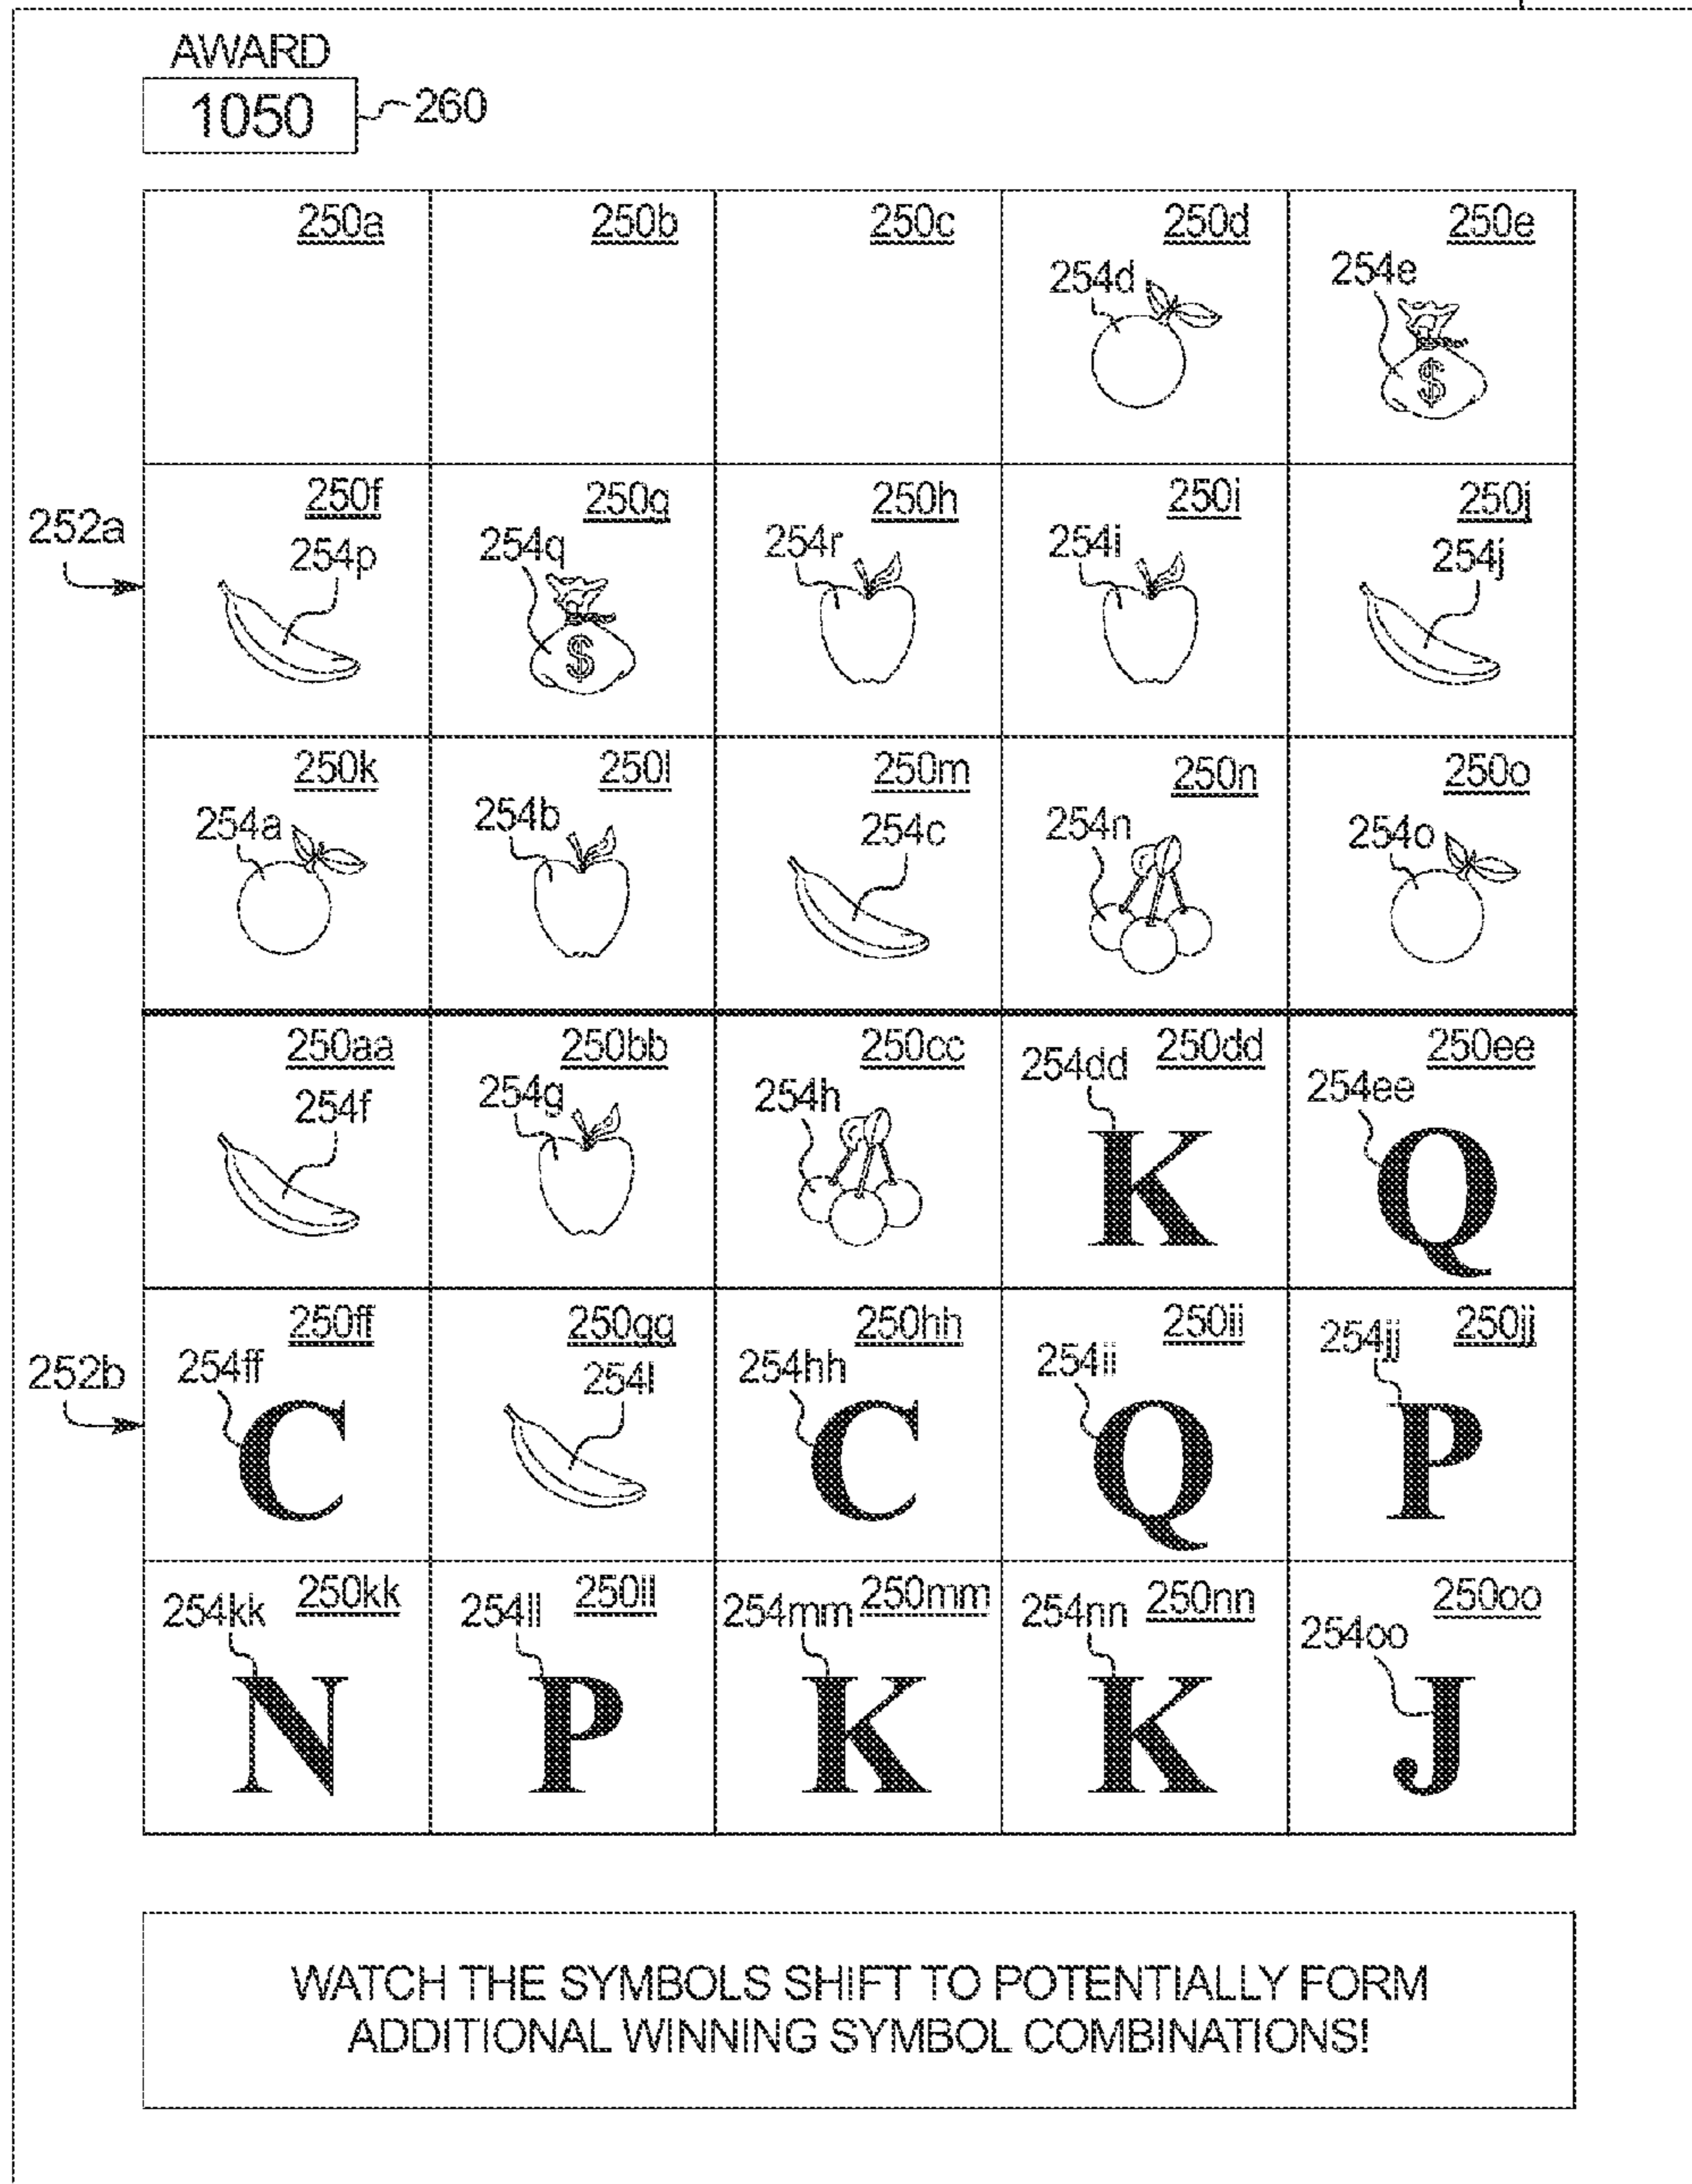 AWARD
1050 260
250a 250b 250c 250d 250e
254d 254e
$
252a
250f 250g 250h 250i 250j
254p 254q 254r 254i 254j
$
250k 250l 250m 250n 250o
254a 254b 254c 254n 254o
250aa 250bb 250cc 254dd 250dd 250ee
254f 254g 254h 254ee
K Q
252b
250ff 250gg 250hh 250ii 254jj 250jj
254ff 254l 254hh 254ii
C C Q P
254kk 250kk 254ll 250ll 254mm 250mm 254nn 250nn 250oo
254oo
N P K K J
WATCH THE SYMBOLS SHIFT TO POTENTIALLY FORM
ADDITIONAL WINNING SYMBOL COMBINATIONS!